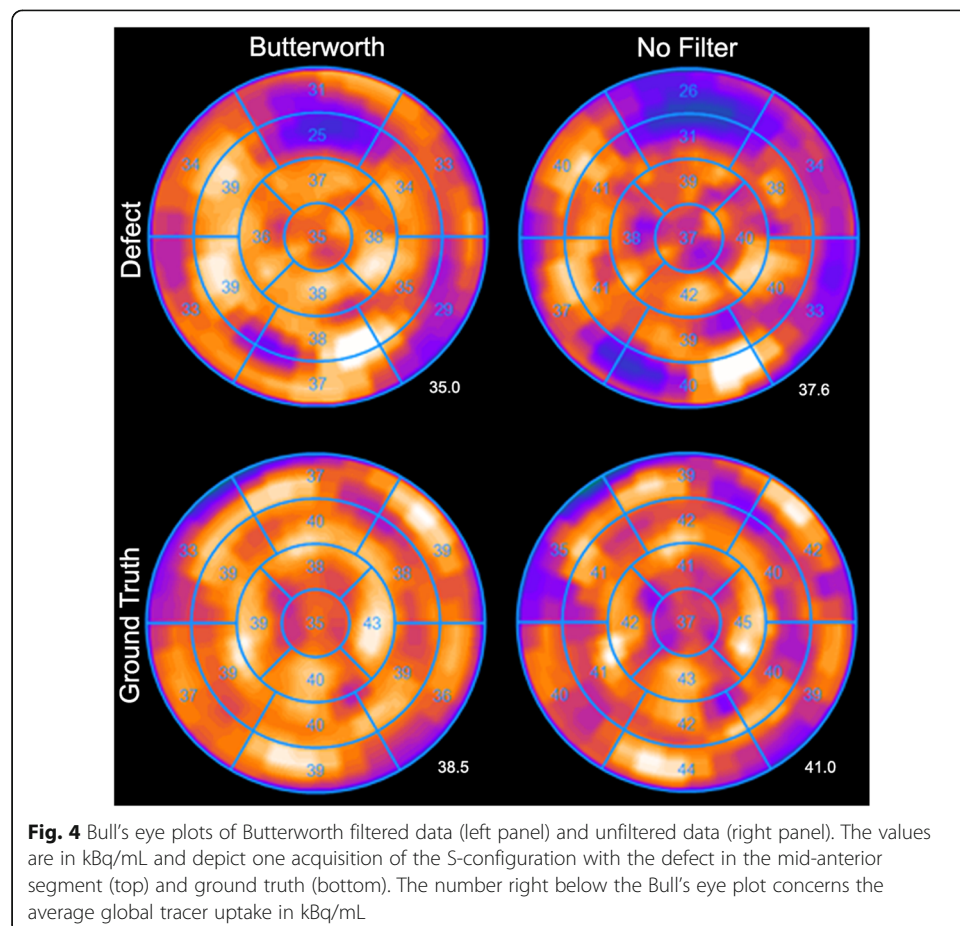 Butterworth No Filter
Defect
31
25
34 39 37 34 33
36 35 38
39 38 35
33 38 29
37
35.0
26
31
40 41 39 38 34
38 37 40
41 42 40
37 39 33
40
37.6
Ground Truth
37
40
33 39 38 38 39
39 35 43
39 40 39
37 40 36
39
38.5
39
42
35 41 41 40 42
42 37 45
41 43 40
40 42 39
44
41.0
Fig. 4 Bull's eye plots of Butterworth filtered data (left panel) and unfiltered data (right panel). The values
are in kBq/mL and depict one acquisition of the S-configuration with the defect in the mid-anterior
segment (top) and ground truth (bottom). The number right below the Bull's eye plot concerns the
average global tracer uptake in kBq/mL